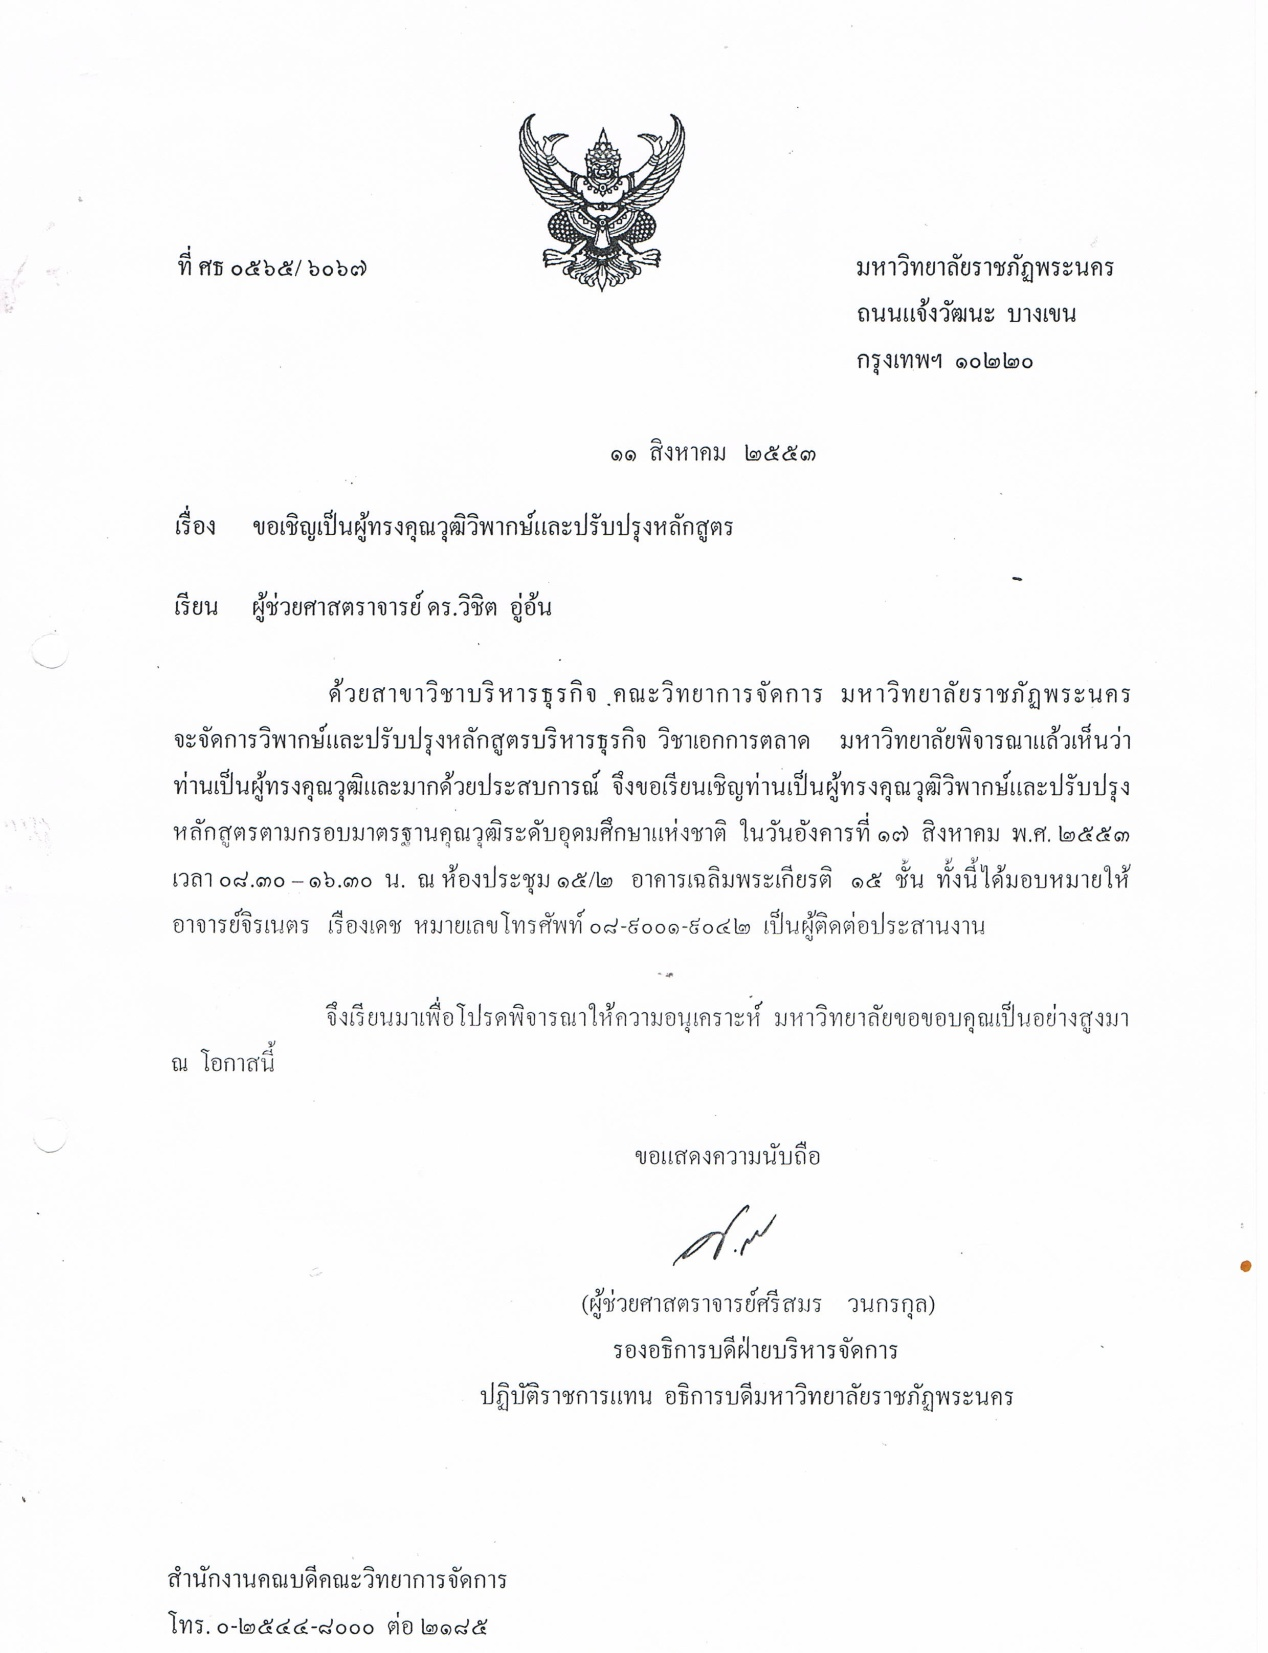 ที่ ศธ ๐๕๖๕/ ๖๐๖๗
มหาวิทยาลัยราชภัฏพระนคร
ถนนแจ้งวัฒนะ บางเขน
กรุงเทพฯ ๑๐๒๒๐
๑๑ สิงหาคม ๒๕๕๓
เรื่อง ขอเชิญเป็นผู้ทรงคุณวุฒิวิพากษ์และปรับปรุงหลักสูตร
เรียน ผู้ช่วยศาสตราจารย์ ดร.วิชิต อู่อ้น
ด้วยสาขาวิชาบริหารธุรกิจ คณะวิทยาการจัดการ มหาวิทยาลัยราชภัฏพระนคร
จะจัดการวิพากษ์และปรับปรุงหลักสูตรบริหารธุรกิจ วิชาเอกการตลาด มหาวิทยาลัยพิจารณาแล้วเห็นว่า
ท่านเป็นผู้ทรงคุณวุฒิและมากด้วยประสบการณ์ จึงขอเรียนเชิญท่านเป็นผู้ทรงคุณวุฒิวิพากษ์และปรับปรุง
หลักสูตรตามกรอบมาตรฐานคุณวุฒิระดับอุดมศึกษาแห่งชาติ ในวันอังคารที่ ๑๗ สิงหาคม พ.ศ. ๒๕๕๓
เวลา ๐๘.๓๐ – ๑๖.๓๐ น. ณ ห้องประชุม ๑๕/๒ อาคารเฉลิมพระเกียรติ ๑๕ ชั้น ทั้งนี้ได้มอบหมายให้
อาจารย์จิรเนตร เรืองเดช หมายเลขโทรศัพท์ ๐๘-๙๐๐๑-๙๐๔๒ เป็นผู้ติดต่อประสานงาน
จึงเรียนมาเพื่อโปรดพิจารณาให้ความอนุเคราะห์ มหาวิทยาลัยขอขอบคุณเป็นอย่างสูงมา
ณ โอกาสนี้
ขอแสดงความนับถือ
(ผู้ช่วยศาสตราจารย์ศรีสมร วนกรกุล)
รองอธิการบดีฝ่ายบริหารจัดการ
ปฏิบัติราชการแทน อธิการบดีมหาวิทยาลัยราชภัฏพระนคร
สำนักงานคณบดีคณะวิทยาการจัดการ
โทร. ๐-๒๕๔๔-๘๐๐๐ ต่อ ๒๑๘๕